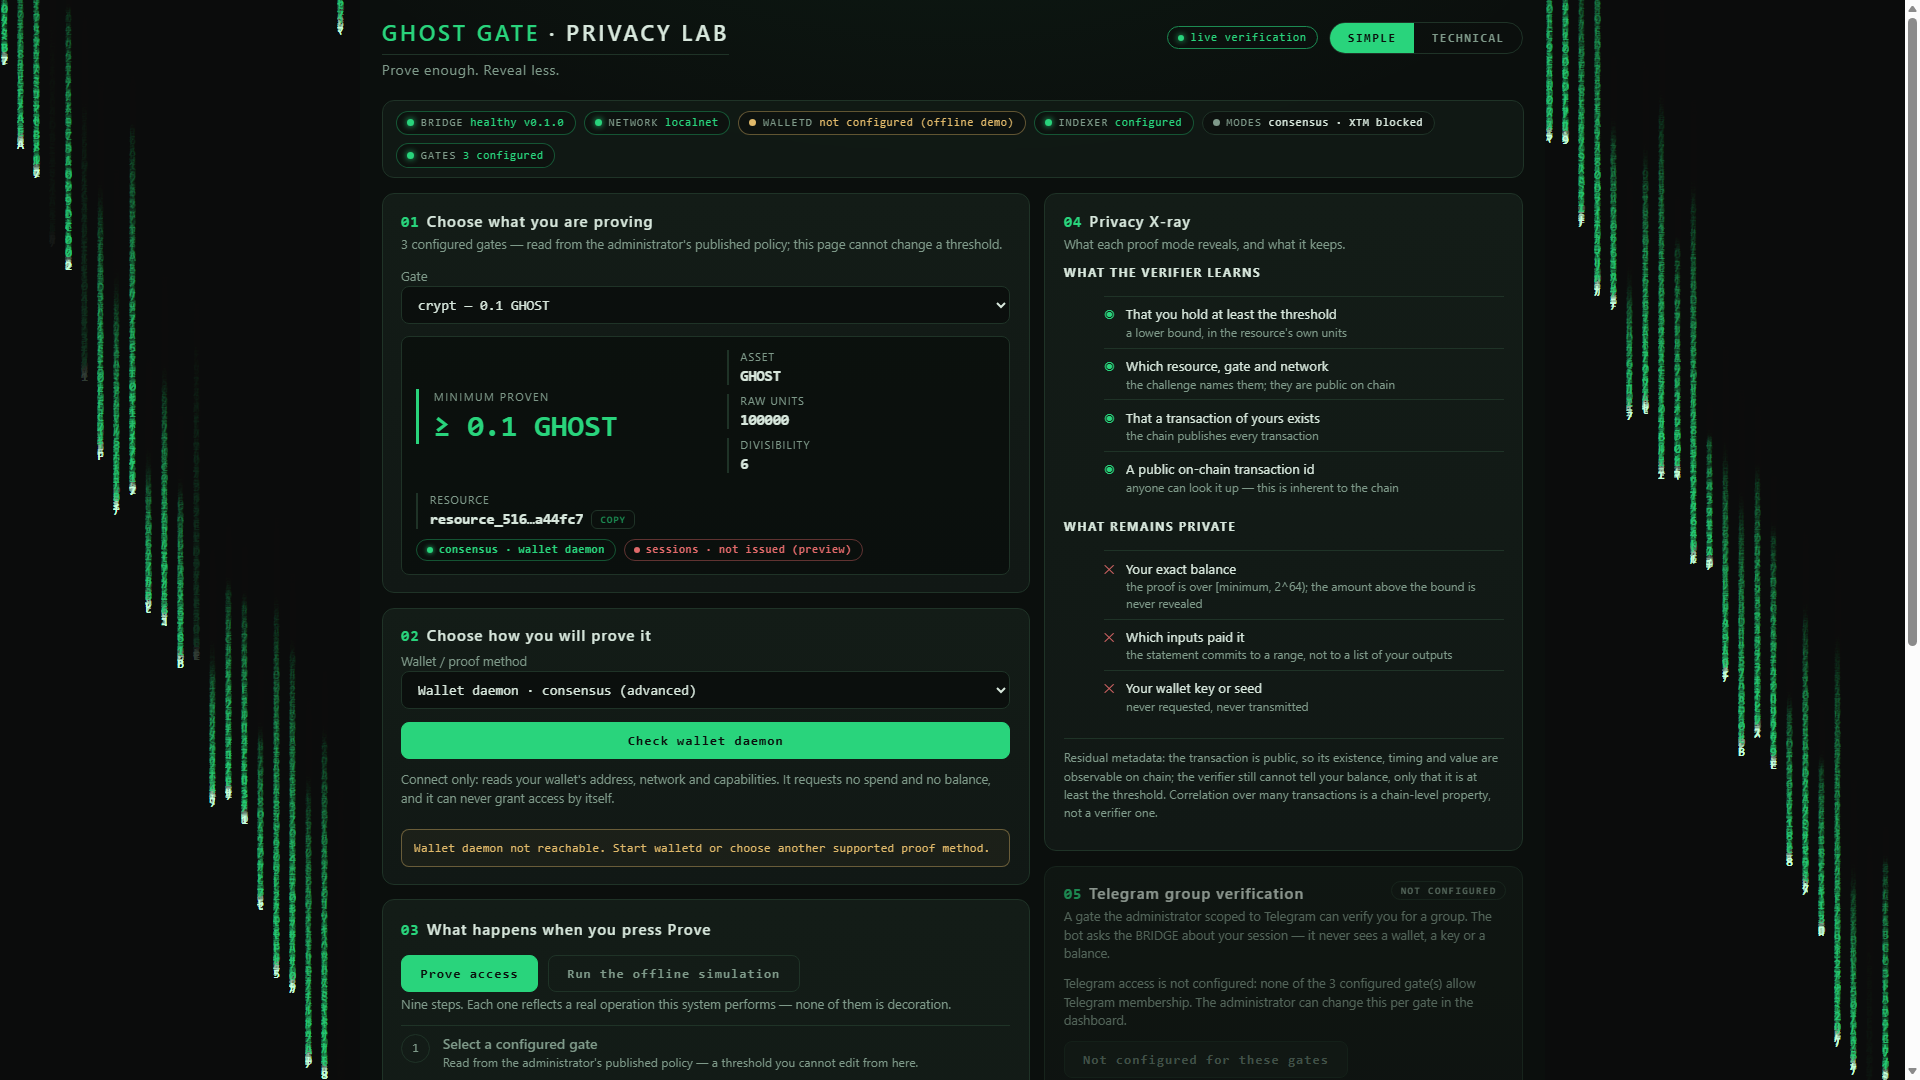 GHOST GATE · PRIVACY LAB
Prove enough. Reveal less.
live verification
SIMPLE
TECHNICAL
BRIDGE healthy v0.1.0
NETWORK localnet
WALLETD not configured (offline demo)
INDEXER configured
MODES consensus · XTM blocked
GATES 3 configured
01 Choose what you are proving
3 configured gates — read from the administrator's published policy; this page cannot change a threshold.
Gate
crypt — 0.1 GHOST
MINIMUM PROVEN
≥ 0.1 GHOST
ASSET
GHOST
RAW UNITS
100000
DIVISIBILITY
6
RESOURCE
resource_516…a44fc7
COPY
consensus · wallet daemon
sessions · not issued (preview)
02 Choose how you will prove it
Wallet / proof method
Wallet daemon · consensus (advanced)
Check wallet daemon
Connect only: reads your wallet's address, network and capabilities. It requests no spend and no balance,
and it can never grant access by itself.
Wallet daemon not reachable. Start walletd or choose another supported proof method.
03 What happens when you press Prove
Prove access
Run the offline simulation
Nine steps. Each one reflects a real operation this system performs — none of them is decoration.
1
Select a configured gate
Read from the administrator's published policy — a threshold you cannot edit from here.
04 Privacy X-ray
What each proof mode reveals, and what it keeps.
WHAT THE VERIFIER LEARNS
That you hold at least the threshold
a lower bound, in the resource's own units
Which resource, gate and network
the challenge names them; they are public on chain
That a transaction of yours exists
the chain publishes every transaction
A public on-chain transaction id
anyone can look it up — this is inherent to the chain
WHAT REMAINS PRIVATE
Your exact balance
the proof is over [minimum, 2^64); the amount above the bound is
never revealed
Which inputs paid it
the statement commits to a range, not to a list of your outputs
Your wallet key or seed
never requested, never transmitted
Residual metadata: the transaction is public, so its existence, timing and value are
observable on chain; the verifier still cannot tell your balance, only that it is at
least the threshold. Correlation over many transactions is a chain-level property,
not a verifier one.
05 Telegram group verification
NOT CONFIGURED
A gate the administrator scoped to Telegram can verify you for a group. The
bot asks the BRIDGE about your session — it never sees a wallet, a key or a
balance.
Telegram access is not configured: none of the 3 configured gate(s) allow
Telegram membership. The administrator can change this per gate in the
dashboard.
Not configured for these gates